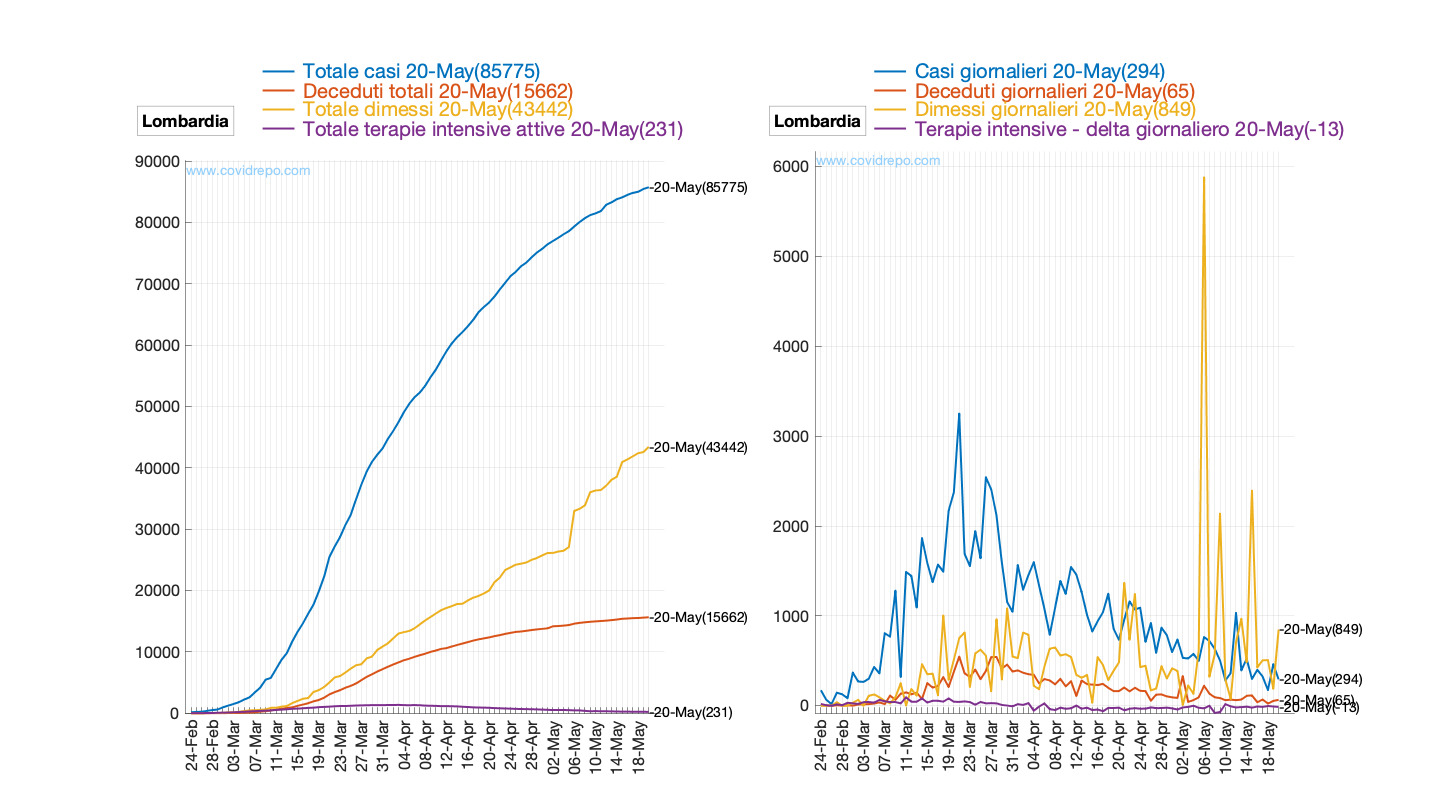 Totale casi 20-May(85775)
Deceduti totali 20-May(15662)
Totale dimessi 20-May(43442)
Totale terapie intensive attive 20-May(231)
Lombardia
www.covidrepo.com
90000
80000
70000
60000
50000
40000
30000
20000
10000
0
-20-May(85775)
-20-May(43442)
-20-May(15662)
-20-May(231)
24-Feb
28-Feb
03-Mar
07-Mar
11-Mar
15-Mar
19-Mar
23-Mar
27-Mar
31-Mar
04-Apr
08-Apr
12-Apr
16-Apr
20-Apr
24-Apr
28-Apr
02-May
06-May
10-May
14-May
18-May
Casi giornalieri 20-May(294)
Deceduti giornalieri 20-May(65)
Dimessi giornalieri 20-May(849)
Terapie intensive - delta giornaliero 20-May(-13)
Lombardia
www.covidrepo.com
6000
5000
4000
3000
2000
1000
0
-20-May(849)
-20-May(294)
-20-May(65)
-20-May(-13)
24-Feb
28-Feb
03-Mar
07-Mar
11-Mar
15-Mar
19-Mar
23-Mar
27-Mar
31-Mar
04-Apr
08-Apr
12-Apr
16-Apr
20-Apr
24-Apr
28-Apr
02-May
06-May
10-May
14-May
18-May